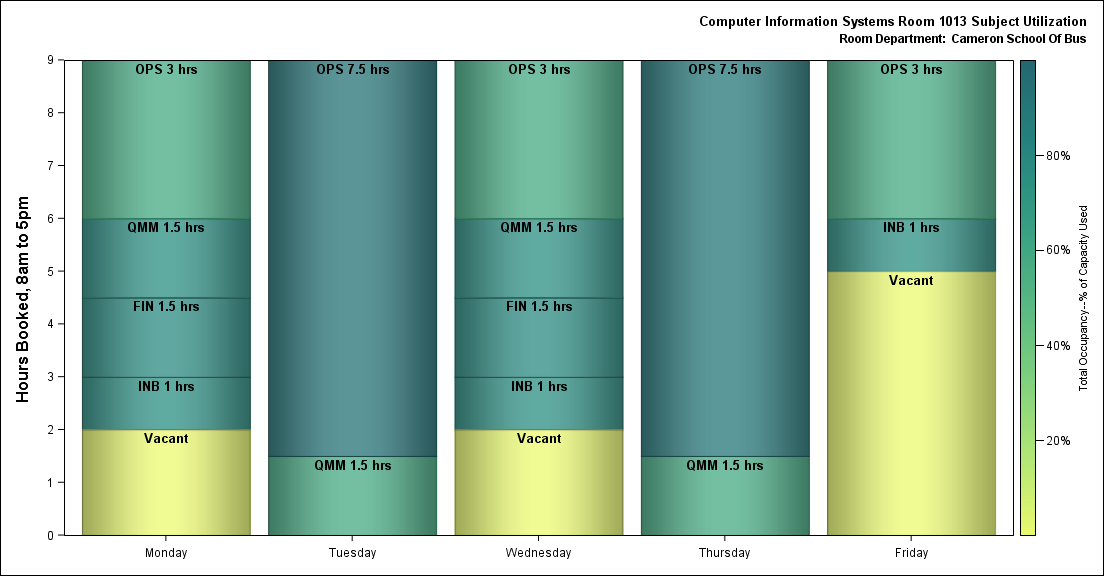 Computer Information Systems Room 1013 Subject Utilization
Room Department: Cameron School Of Bus
Hours Booked, 8am to 5pm
9
8
7
6
5
4
3
2
1
0
OPS 3 hrs
QMM 1.5 hrs
FIN 1.5 hrs
INB 1 hrs
Vacant
Monday
OPS 7.5 hrs
QMM 1.5 hrs
Tuesday
OPS 3 hrs
QMM 1.5 hrs
FIN 1.5 hrs
INB 1 hrs
Vacant
Wednesday
OPS 7.5 hrs
QMM 1.5 hrs
Thursday
OPS 3 hrs
INB 1 hrs
Vacant
Friday
80%
60%
40%
20%
Total Occupancy--% of Capacity Used